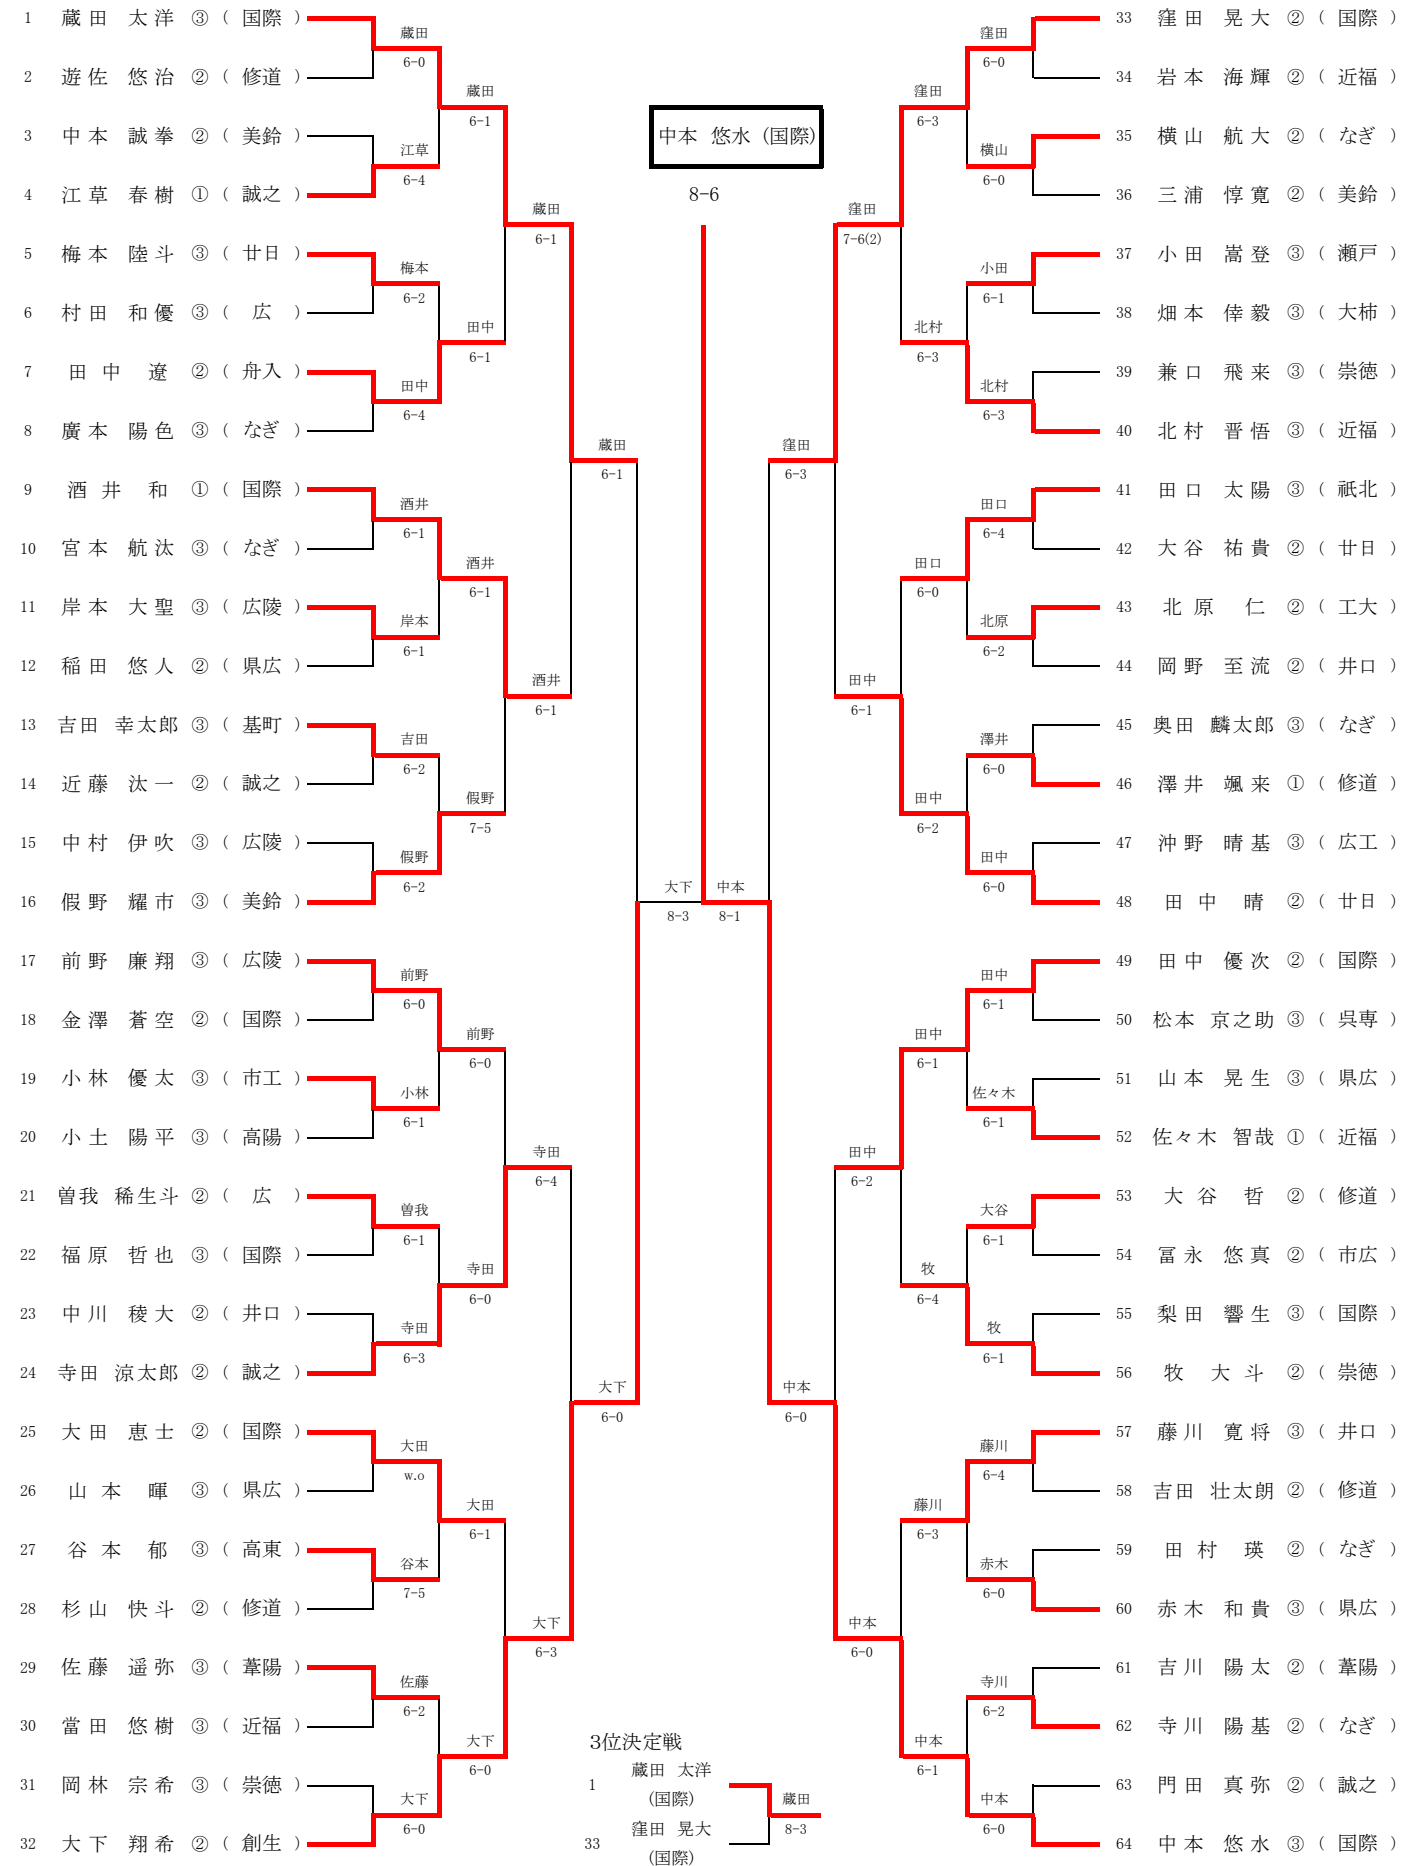 1 蔵田 太洋 ③ ( 国際 )
2 遊佐 悠治 ② ( 修道 )
3 中本 誠拳 ② ( 美鈴 )
4 江草 春樹 ① ( 誠之 )
5 梅本 陸斗 ③ ( 廿日 )
6 村田 和優 ③ ( 広 )
7 田中 遼 ② ( 舟入 )
8 廣本 陽色 ③ ( なぎ )
9 酒井 和 ① ( 国際 )
10 宮本 航汰 ③ ( なぎ )
11 岸本 大聖 ③ ( 広陵 )
12 稲田 悠人 ② ( 県広 )
13 吉田 幸太郎 ③ ( 基町 )
14 近藤 汰一 ② ( 誠之 )
15 中村 伊吹 ③ ( 広陵 )
16 假野 耀市 ③ ( 美鈴 )
17 前野 廉翔 ③ ( 広陵 )
18 金澤 蒼空 ② ( 国際 )
19 小林 優太 ③ ( 市工 )
20 小土 陽平 ③ ( 高陽 )
21 曽我 稀生斗 ② ( 広 )
22 福原 哲也 ③ ( 国際 )
23 中川 稜大 ② ( 井口 )
24 寺田 涼太郎 ② ( 誠之 )
25 大田 恵士 ② ( 国際 )
26 山本 暉 ③ ( 県広 )
27 谷本 郁 ③ ( 高東 )
28 杉山 快斗 ② ( 修道 )
29 佐藤 遥弥 ③ ( 葦陽 )
30 當田 悠樹 ③ ( 近福 )
31 岡林 宗希 ③ ( 崇徳 )
32 大下 翔希 ② ( 創生 )
蔵田
6-0
江草
6-4
梅本
6-2
田中
6-4
酒井
6-1
岸本
6-1
吉田
6-2
假野
6-2
前野
6-0
小林
6-1
曽我
6-1
寺田
6-3
大田
w.o
谷本
7-5
佐藤
6-2
大下
6-0
蔵田
6-1
田中
6-1
酒井
6-1
假野
7-5
前野
6-0
寺田
6-0
大田
6-1
大下
6-0
蔵田
6-1
酒井
6-1
寺田
6-4
大下
6-3
蔵田
6-1
大下
6-0
大下
8-3
中本 悠水 (国際)
8-6
中本
8-1
窪田
6-3
中本
6-0
窪田
7-6(2)
田中
6-1
田中
6-2
中本
6-0
窪田
6-3
北村
6-3
田口
6-0
田中
6-2
田中
6-1
牧
6-4
藤川
6-3
中本
6-1
窪田
6-0
横山
6-0
小田
6-1
北村
6-3
田口
6-4
北原
6-2
澤井
6-0
田中
6-0
田中
6-1
佐々木
6-1
大谷
6-1
牧
6-1
藤川
6-4
赤木
6-0
寺川
6-2
中本
6-0
33 窪田 晃大 ② ( 国際 )
34 岩本 海輝 ② ( 近福 )
35 横山 航大 ② ( なぎ )
36 三浦 惇寛 ② ( 美鈴 )
37 小田 嵩登 ③ ( 瀬戸 )
38 畑本 倖毅 ③ ( 大柿 )
39 兼口 飛来 ③ ( 崇徳 )
40 北村 晋悟 ③ ( 近福 )
41 田口 太陽 ③ ( 祇北 )
42 大谷 祐貴 ② ( 廿日 )
43 北原 仁 ② ( 工大 )
44 岡野 至流 ② ( 井口 )
45 奥田 麟太郎 ③ ( なぎ )
46 澤井 颯来 ① ( 修道 )
47 沖野 晴基 ③ ( 広工 )
48 田中 晴 ② ( 廿日 )
49 田中 優次 ② ( 国際 )
50 松本 京之助 ③ ( 呉専 )
51 山本 晃生 ③ ( 県広 )
52 佐々木 智哉 ① ( 近福 )
53 大谷 哲 ② ( 修道 )
54 冨永 悠真 ② ( 市広 )
55 梨田 響生 ③ ( 国際 )
56 牧 大斗 ② ( 崇徳 )
57 藤川 寛将 ③ ( 井口 )
58 吉田 壮太朗 ② ( 修道 )
59 田村 瑛 ② ( なぎ )
60 赤木 和貴 ③ ( 県広 )
61 吉川 陽太 ② ( 葦陽 )
62 寺川 陽基 ② ( なぎ )
63 門田 真弥 ② ( 誠之 )
64 中本 悠水 ③ ( 国際 )
3位決定戦
1 蔵田 太洋
(国際)
33 窪田 晃大
(国際)
蔵田
8-3